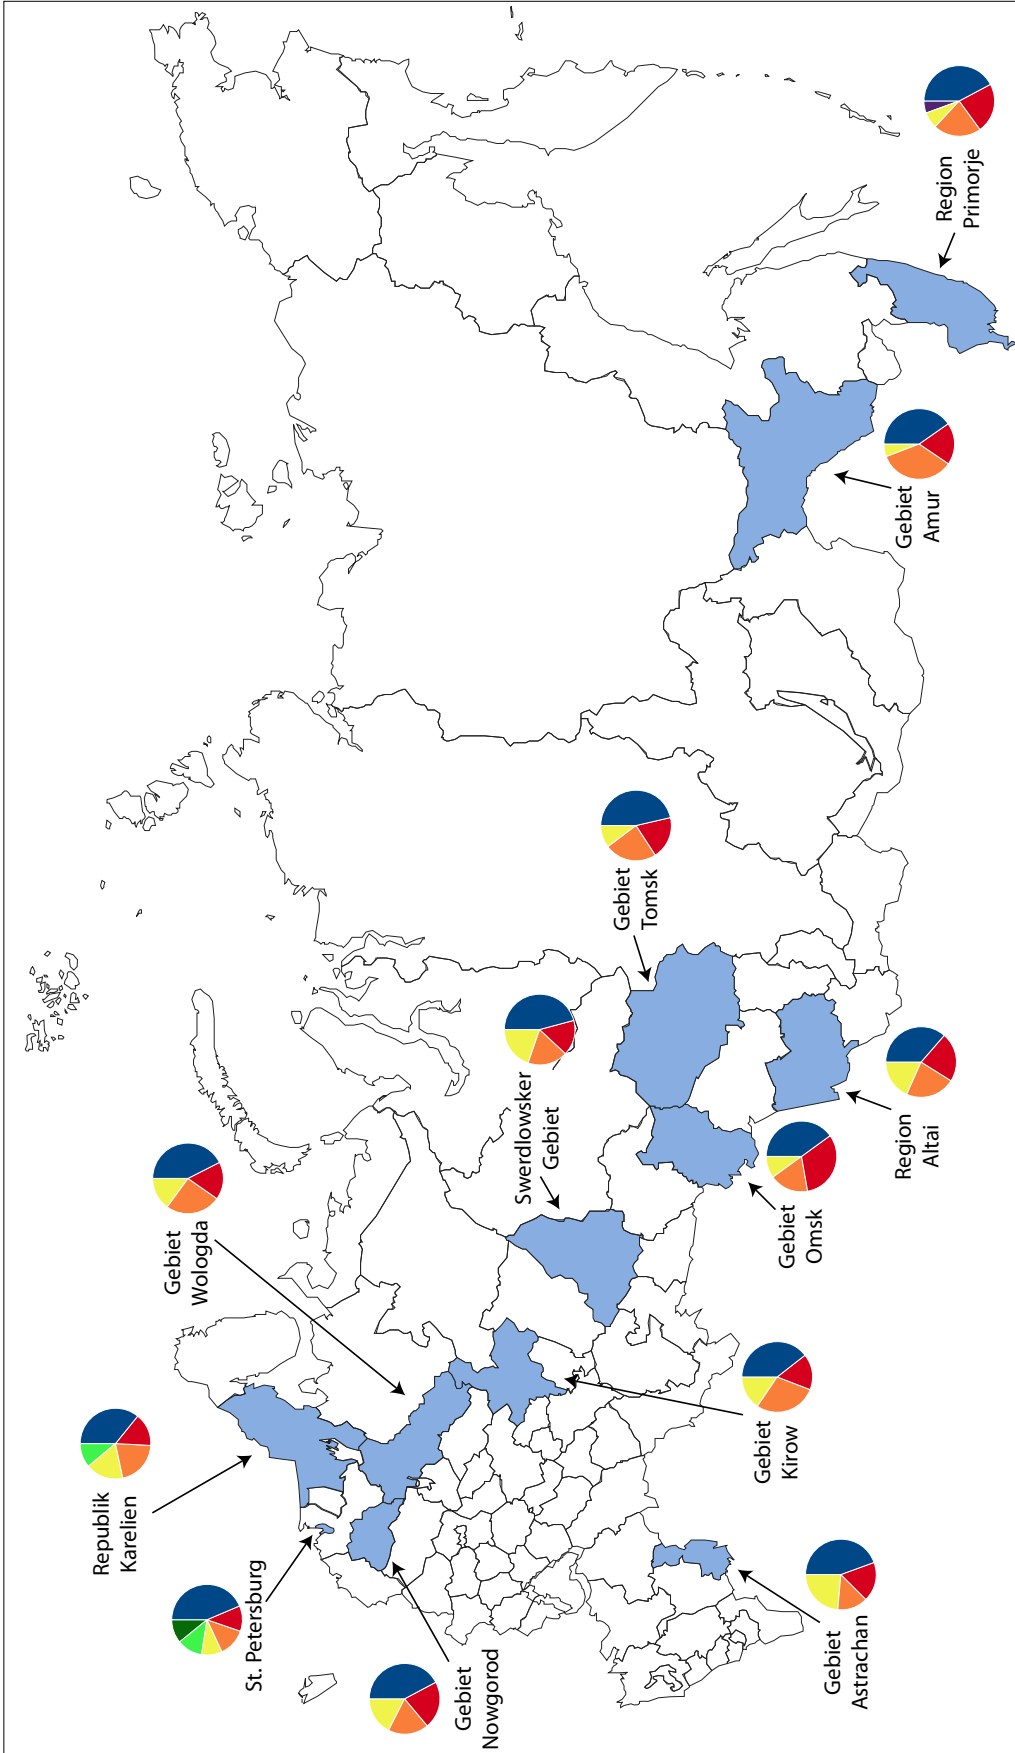 Republik
Karelien
St. Petersburg
Gebiet
Nowgorod
Gebiet
Wologda
Gebiet
Kirow
Gebiet
Astrachan
Swerdlowsker
Gebiet
Gebiet
Omsk
Gebiet
Tomsk
Region
Altai
Gebiet
Amur
Region
Primorje